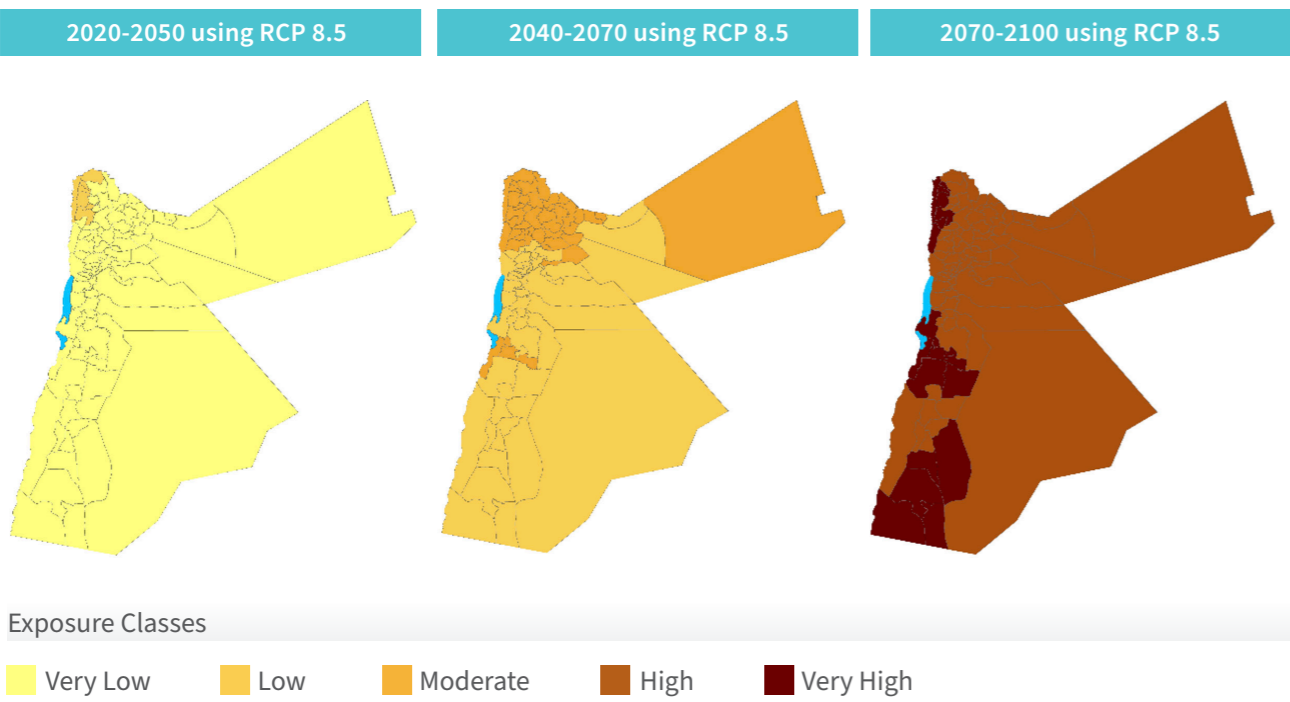 2020-2050 using RCP 8.5
2040-2070 using RCP 8.5
2070-2100 using RCP 8.5
Exposure Classes
Very Low
Low
Moderate
High
Very High